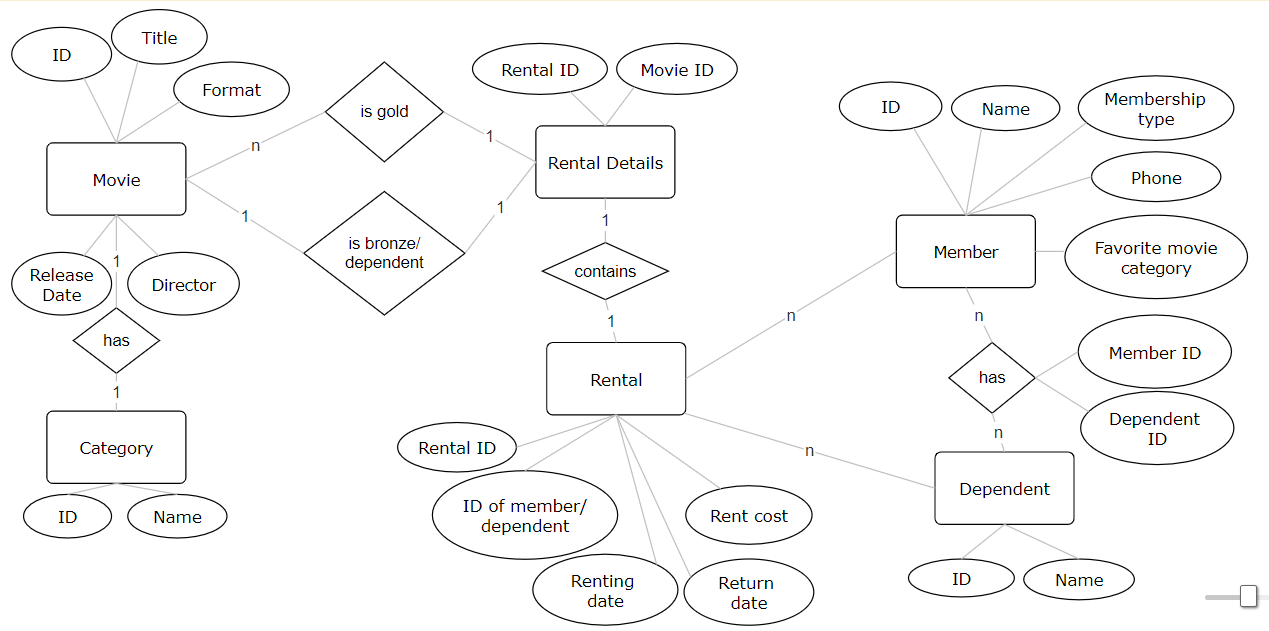 ID
Title
Format
Movie
Release
Date
Director
1
has
1
Category
ID
Name
n
is gold
1
1
is bronze/
dependent
1
Rental ID
Movie ID
Rental Details
1
contains
1
Rental
Rental ID
ID of member/
dependent
Renting
date
Return
date
Rent cost
n
n
ID
Name
Membership
type
Phone
Member
Favorite movie
category
n
has
Member ID
Dependent
ID
n
Dependent
ID
Name